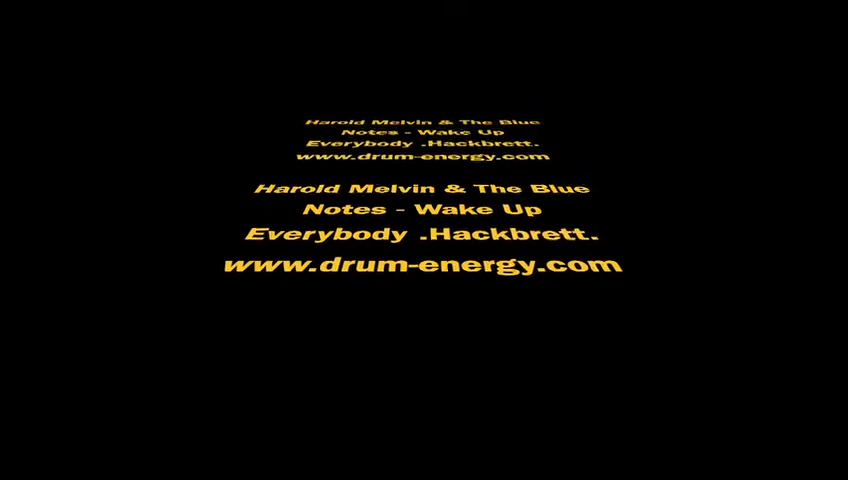 Harold Melvin & The Blue
Notes - Wake Up
Everybody .Hackbrett.
www.drum-energy.com
Harold Melvin & The Blue
Notes - Wake Up
Everybody .Hackbrett.
www.drum-energy.com